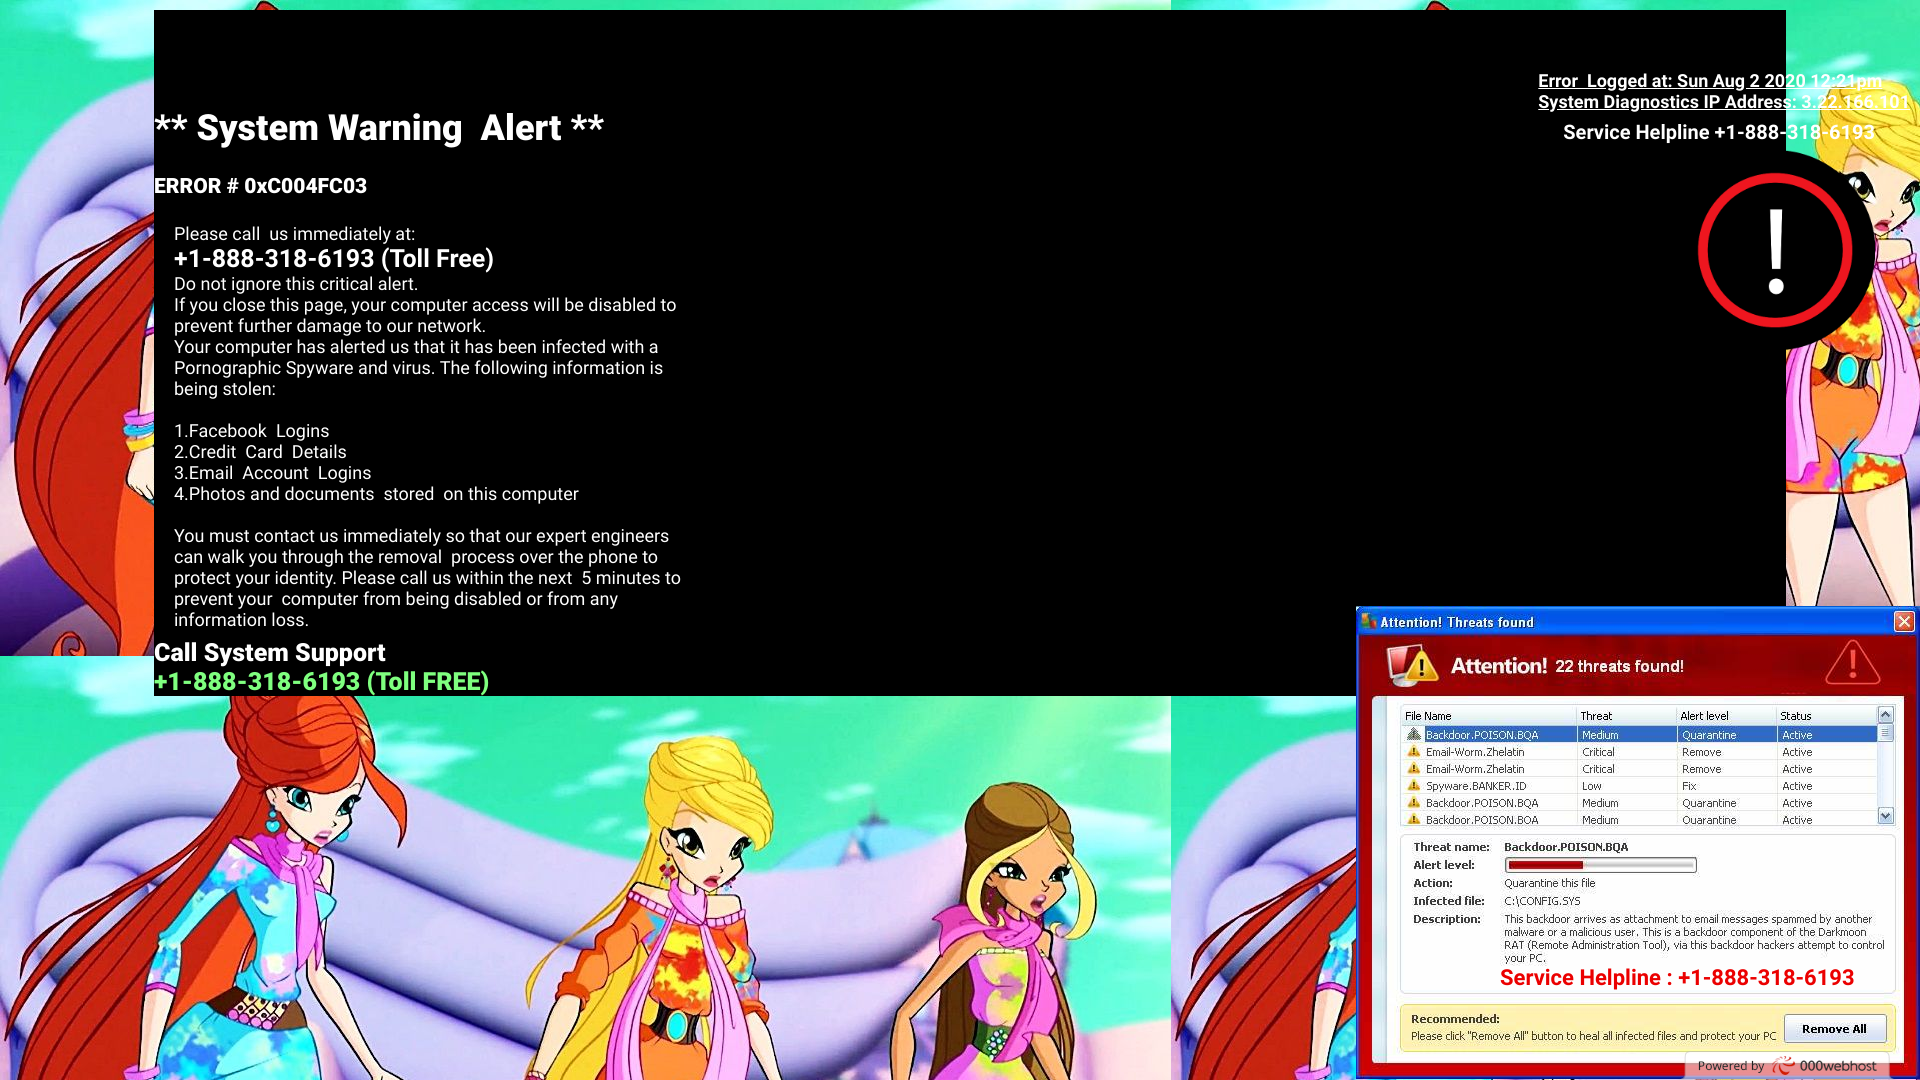 Error Logged at: Sun Aug 2 2020 12:21pm
System Diagnostics IP Address: 3.22.166.101
Service Helpline +1-888-318-6193
** System Warning Alert **
ERROR # 0xC004FC03
Please call us immediately at:
+1-888-318-6193 (Toll Free)
Do not ignore this critical alert.
If you close this page, your computer access will be disabled to
prevent further damage to our network.
Your computer has alerted us that it has been infected with a
Pornographic Spyware and virus. The following information is
being stolen:
1.Facebook Logins
2.Credit Card Details
3.Email Account Logins
4.Photos and documents stored on this computer
You must contact us immediately so that our expert engineers
can walk you through the removal process over the phone to
protect your identity. Please call us within the next 5 minutes to
prevent your computer from being disabled or from any
information loss.
Call System Support
+1-888-318-6193 (Toll FREE)
Attention! Threats found
Attention! 22 threats found!
File Name Threat Alert level Status
Backdoor.POISON.BQA Medium Quarantine Active
Email-Worm.Zhelatin Critical Remove Active
Email-Worm.Zhelatin Critical Remove Active
Spyware.BANKER.ID Low Fix Active
Backdoor.POISON.BQA Medium Quarantine Active
Backdoor.POISON.BQA Medium Quarantine Active
Threat name: Backdoor.POISON.BQA
Alert level:
Action: Quarantine this file
Infected file: C:\CONFIG.SYS
Description: This backdoor arrives as attachment to email messages spammed by another
malware or a malicious user. This is a backdoor component of the Darkmoon
RAT (Remote Administration Tool), via this backdoor hackers attempt to control
your PC.
Service Helpline : +1-888-318-6193
Recommended:
Please click "Remove All" button to heal all infected files and protect your PC
Remove All
Powered by 000webhost